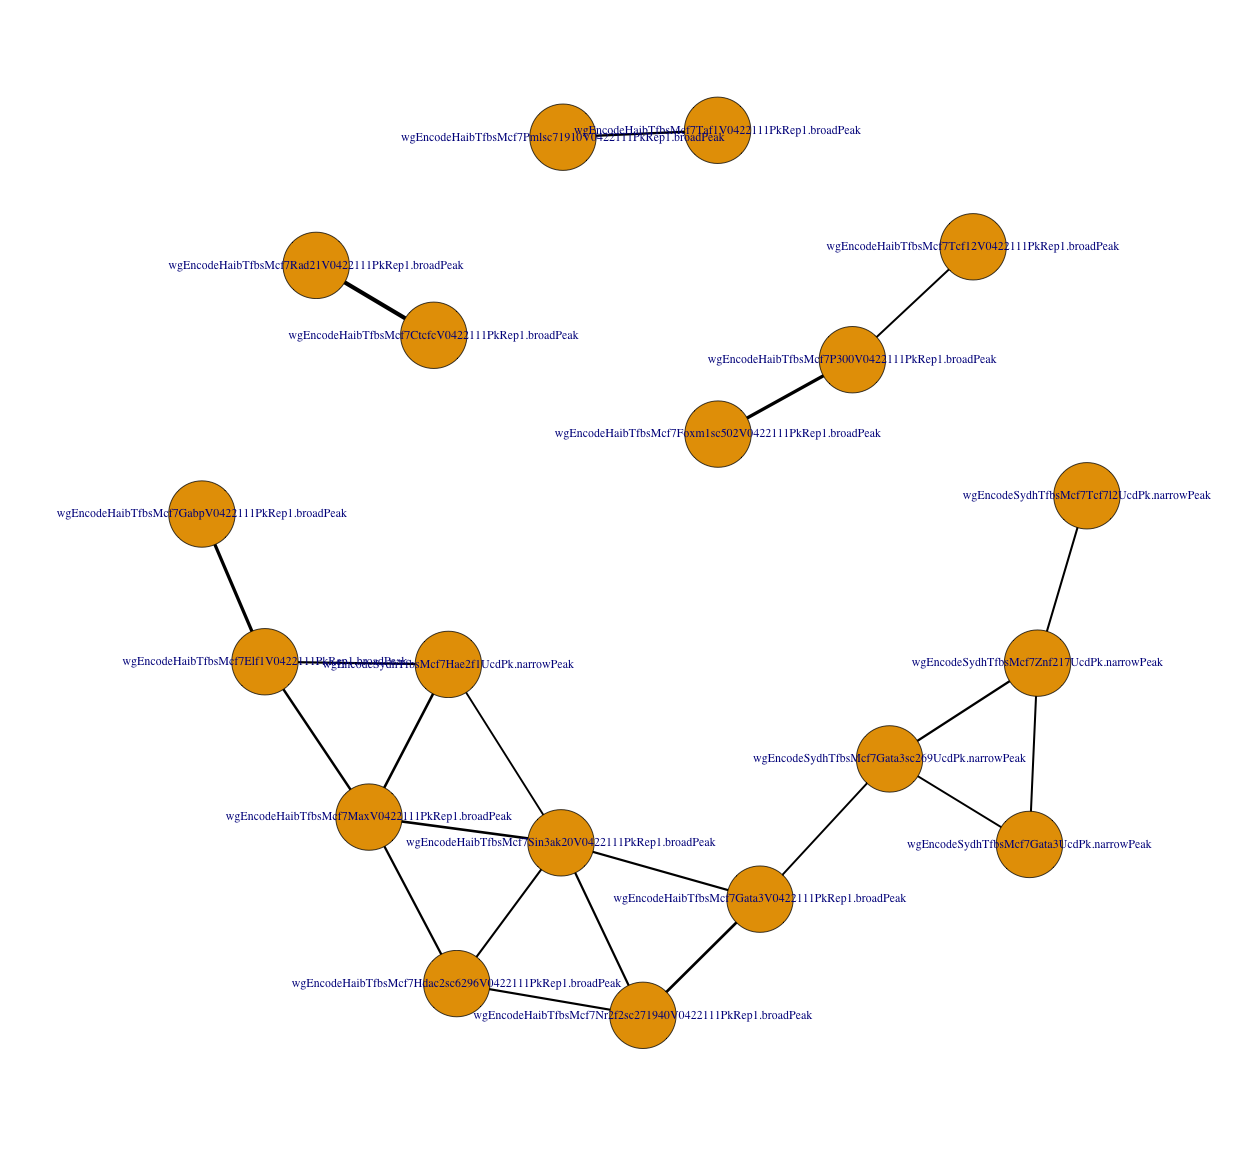 wgEncodeHaibTfbsMcf7Taf1V0422111PkRep1.broadPeak
wgEncodeHaibTfbsMcf7Pmlsc71910V0422111PkRep1.broadPeak
wgEncodeHaibTfbsMcf7Tcf12V0422111PkRep1.broadPeak
wgEncodeHaibTfbsMcf7Rad21V0422111PkRep1.broadPeak
wgEncodeHaibTfbsMcf7CtcfcV0422111PkRep1.broadPeak
wgEncodeHaibTfbsMcf7P300V0422111PkRep1.broadPeak
wgEncodeHaibTfbsMcf7Foxm1sc502V0422111PkRep1.broadPeak
wgEncodeSydhTfbsMcf7Tcf7l2UcdPk.narrowPeak
wgEncodeHaibTfbsMcf7GabpV0422111PkRep1.broadPeak
wgEncodeHaibTfbsMcf7Elf1V0422111PkRep1.broadPeak
wgEncodeSydhTfbsMcf7Hae2f1UcdPk.narrowPeak
wgEncodeSydhTfbsMcf7Znf217UcdPk.narrowPeak
wgEncodeSydhTfbsMcf7Gata3sc269UcdPk.narrowPeak
wgEncodeHaibTfbsMcf7MaxV0422111PkRep1.broadPeak
wgEncodeHaibTfbsMcf7Sin3ak20V0422111PkRep1.broadPeak
wgEncodeSydhTfbsMcf7Gata3UcdPk.narrowPeak
wgEncodeHaibTfbsMcf7Gata3V0422111PkRep1.broadPeak
wgEncodeHaibTfbsMcf7Hdac2sc6296V0422111PkRep1.broadPeak
wgEncodeHaibTfbsMcf7Nr2f2sc271940V0422111PkRep1.broadPeak